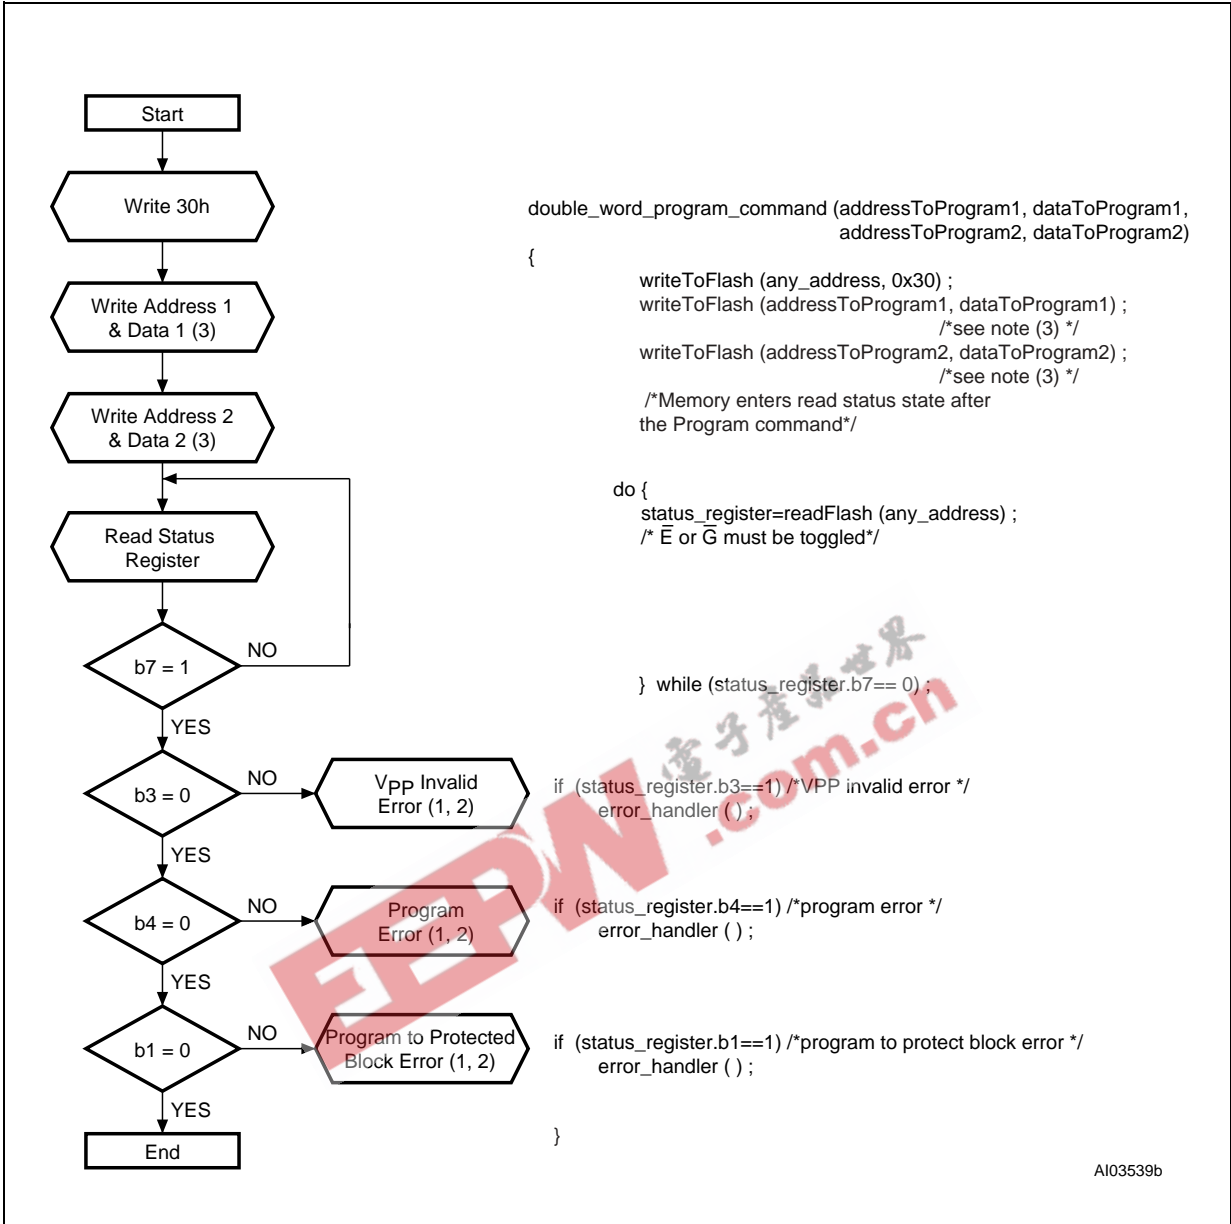 Start
Write 30h
Write Address 1
& Data 1 (3)
Write Address 2
& Data 2 (3)
Read Status
Register
b7 = 1
NO
YES
b3 = 0
NO
VPP Invalid
Error (1, 2)
YES
b4 = 0
NO
Program
Error (1, 2)
YES
b1 = 0
NO
Program to Protected
Block Error (1, 2)
YES
End
double_word_program_command (addressToProgram1, dataToProgram1,
addressToProgram2, dataToProgram2)
{
writeToFlash (any_address, 0x30) ;
writeToFlash (addressToProgram1, dataToProgram1) ;
/*see note (3) */
writeToFlash (addressToProgram2, dataToProgram2) ;
/*see note (3) */
/*Memory enters read status state after
the Program command*/
do {
status_register=readFlash (any_address) ;
/* E̅ or G̅ must be toggled*/
} while (status_register.b7== 0) ;
if (status_register.b3==1) /*VPP invalid error */
error_handler ( ) ;
if (status_register.b4==1) /*program error */
error_handler ( ) ;
if (status_register.b1==1) /*program to protect block error */
error_handler ( ) ;
}
AI03539b
EEPW.com.cn
電子產品世界